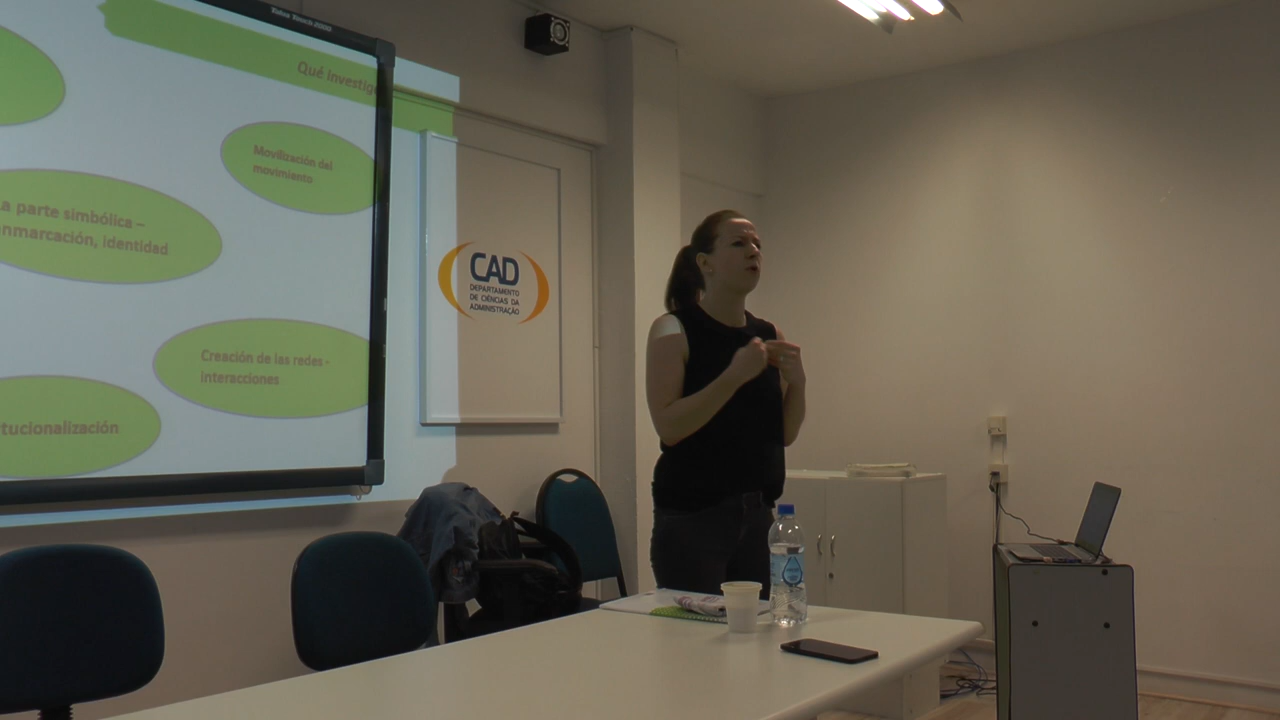 Qué investig
Movilización del
movimiento
a parte simbólica –
nmarcación, identidad
Creación de las redes -
interacciones
tucionalización
CAD
DEPARTAMENTO
DE CIÊNCIAS DA
ADMINISTRAÇÃO